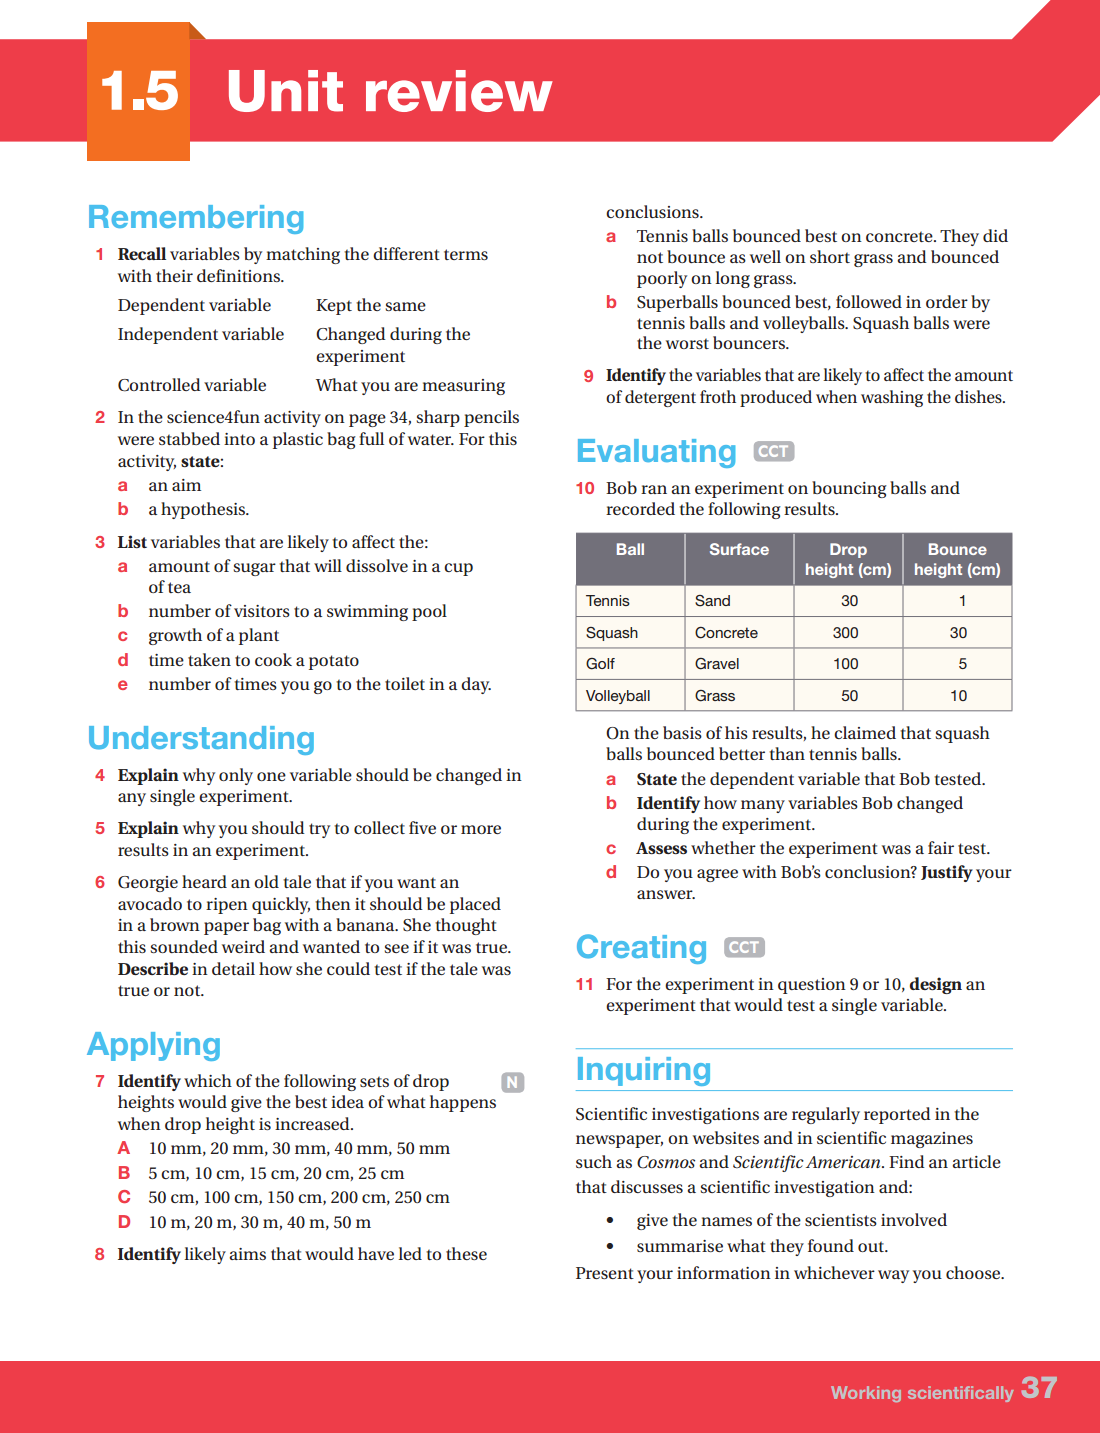 1.5
Unit review
Remembering
1 Recall variables by matching the different terms
with their definitions.
Dependent variable Kept the same
Independent variable Changed during the
experiment
Controlled variable What you are measuring
2 In the science4fun activity on page 34, sharp pencils
were stabbed into a plastic bag full of water. For this
activity, state:
a an aim
b a hypothesis.
3 List variables that are likely to affect the:
a amount of sugar that will dissolve in a cup
of tea
b number of visitors to a swimming pool
c growth of a plant
d time taken to cook a potato
e number of times you go to the toilet in a day.
Understanding
4 Explain why only one variable should be changed in
any single experiment.
5 Explain why you should try to collect five or more
results in an experiment.
6 Georgie heard an old tale that if you want an
avocado to ripen quickly, then it should be placed
in a brown paper bag with a banana. She thought
this sounded weird and wanted to see if it was true.
Describe in detail how she could test if the tale was
true or not.
Applying
7 Identify which of the following sets of drop N
heights would give the best idea of what happens
when drop height is increased.
A 10 mm, 20 mm, 30 mm, 40 mm, 50 mm
B 5 cm, 10 cm, 15 cm, 20 cm, 25 cm
C 50 cm, 100 cm, 150 cm, 200 cm, 250 cm
D 10 m, 20 m, 30 m, 40 m, 50 m
8 Identify likely aims that would have led to these
conclusions.
a Tennis balls bounced best on concrete. They did
not bounce as well on short grass and bounced
poorly on long grass.
b Superballs bounced best, followed in order by
tennis balls and volleyballs. Squash balls were
the worst bouncers.
9 Identify the variables that are likely to affect the amount
of detergent froth produced when washing the dishes.
Evaluating CCT
10 Bob ran an experiment on bouncing balls and
recorded the following results.
Ball Surface Drop height (cm) Bounce height (cm)
Tennis Sand 30 1
Squash Concrete 300 30
Golf Gravel 100 5
Volleyball Grass 50 10
On the basis of his results, he claimed that squash
balls bounced better than tennis balls.
a State the dependent variable that Bob tested.
b Identify how many variables Bob changed
during the experiment.
c Assess whether the experiment was a fair test.
d Do you agree with Bob's conclusion? Justify your
answer.
Creating CCT
11 For the experiment in question 9 or 10, design an
experiment that would test a single variable.
Inquiring
Scientific investigations are regularly reported in the
newspaper, on websites and in scientific magazines
such as Cosmos and Scientific American. Find an article
that discusses a scientific investigation and:
• give the names of the scientists involved
• summarise what they found out.
Present your information in whichever way you choose.
Working scientifically 37